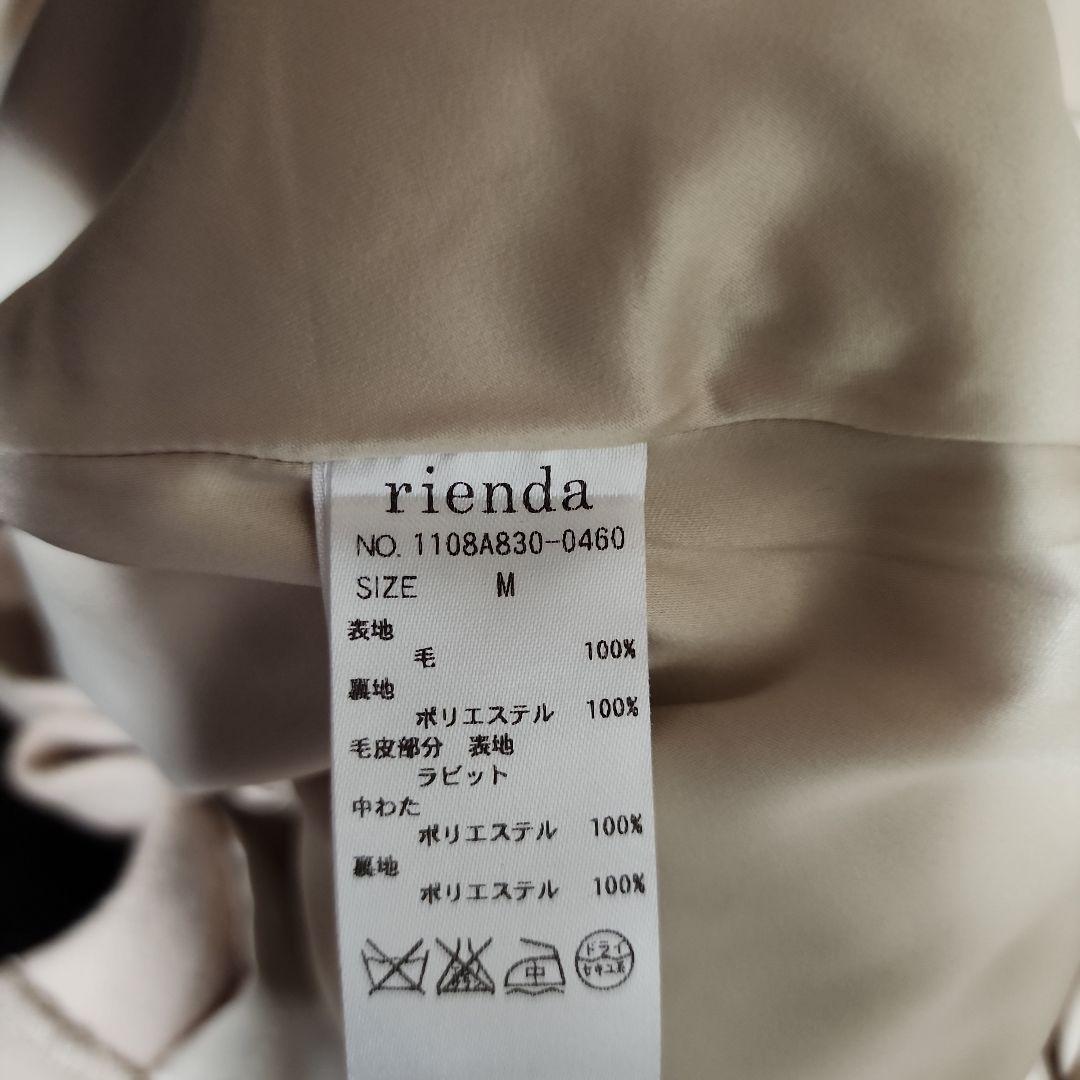 rienda
NO. 1108A830-0460
SIZE M
表地
毛 100%
裏地
ポリエステル 100%
毛皮部分 表地
ラビット
中わた
ポリエステル 100%
裏地
ポリエステル 100%
中
ドライ
セキユ系